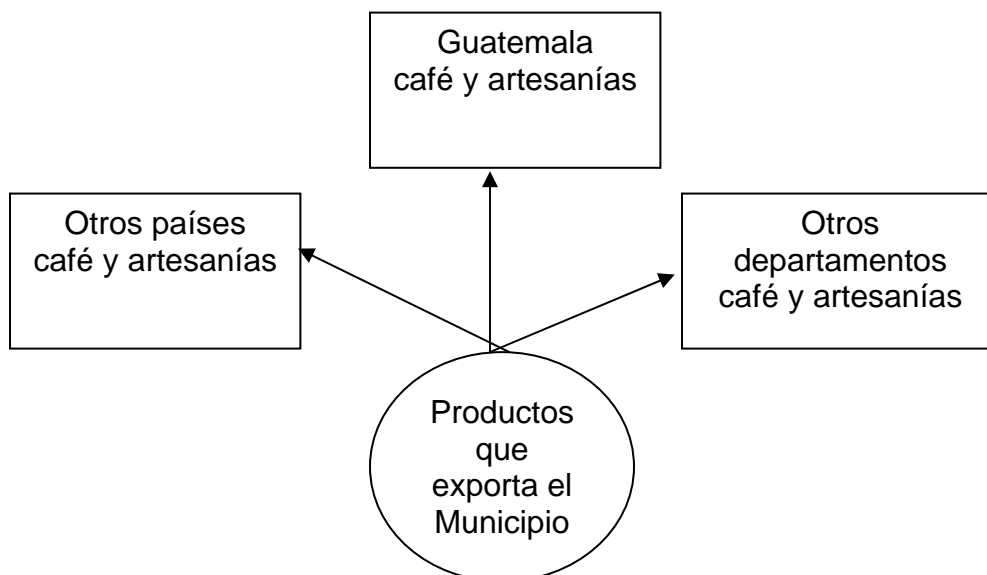 Guatemala
café y artesanías
Otros países
café y artesanías
Otros
departamentos
café y artesanías
Productos
que
exporta el
Municipio